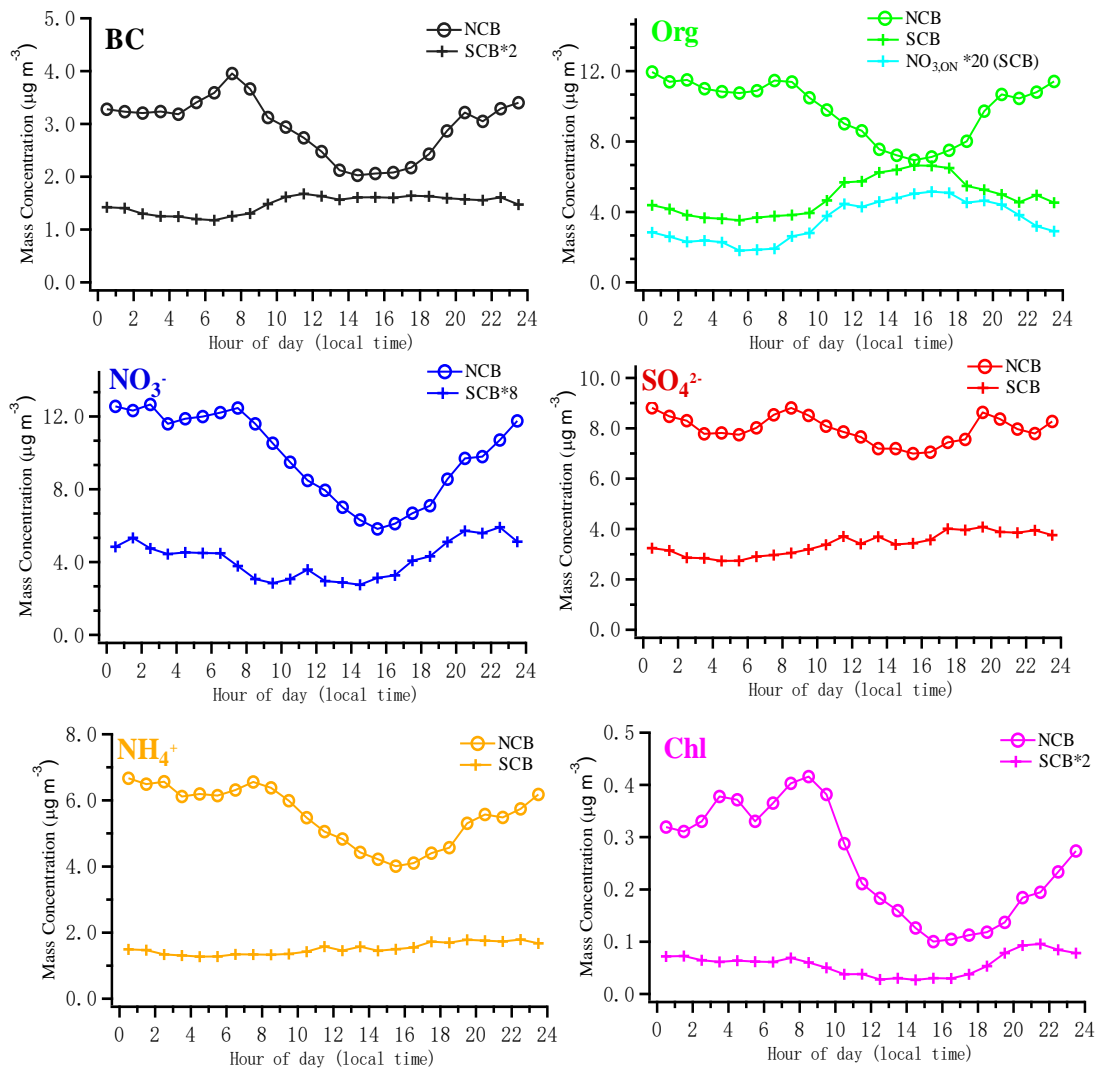 BC
NCB
SCB*2
Mass Concentration (μg m-3)
5.0
4.0
3.0
2.0
1.0
0.0
0 2 4 6 8 10 12 14 16 18 20 22 24
Hour of day (local time)
Org
NCB
SCB
NO3,ON *20 (SCB)
Mass Concentration (μg m-3)
12.0
8.0
4.0
0.0
0 2 4 6 8 10 12 14 16 18 20 22 24
Hour of day (local time)
NO3-
NCB
SCB*8
Mass Concentration (μg m-3)
12.0
8.0
4.0
0.0
0 2 4 6 8 10 12 14 16 18 20 22 24
Hour of day (local time)
SO42-
NCB
SCB
Mass Concentration (μg m-3)
10.0
8.0
6.0
4.0
2.0
0.0
0 2 4 6 8 10 12 14 16 18 20 22 24
Hour of day (local time)
NH4+
NCB
SCB
Mass Concentration (μg m-3)
8.0
6.0
4.0
2.0
0.0
0 2 4 6 8 10 12 14 16 18 20 22 24
Hour of day (local time)
Chl
NCB
SCB*2
Mass Concentration (μg m-3)
0.5
0.4
0.3
0.2
0.1
0.0
0 2 4 6 8 10 12 14 16 18 20 22 24
Hour of day (local time)